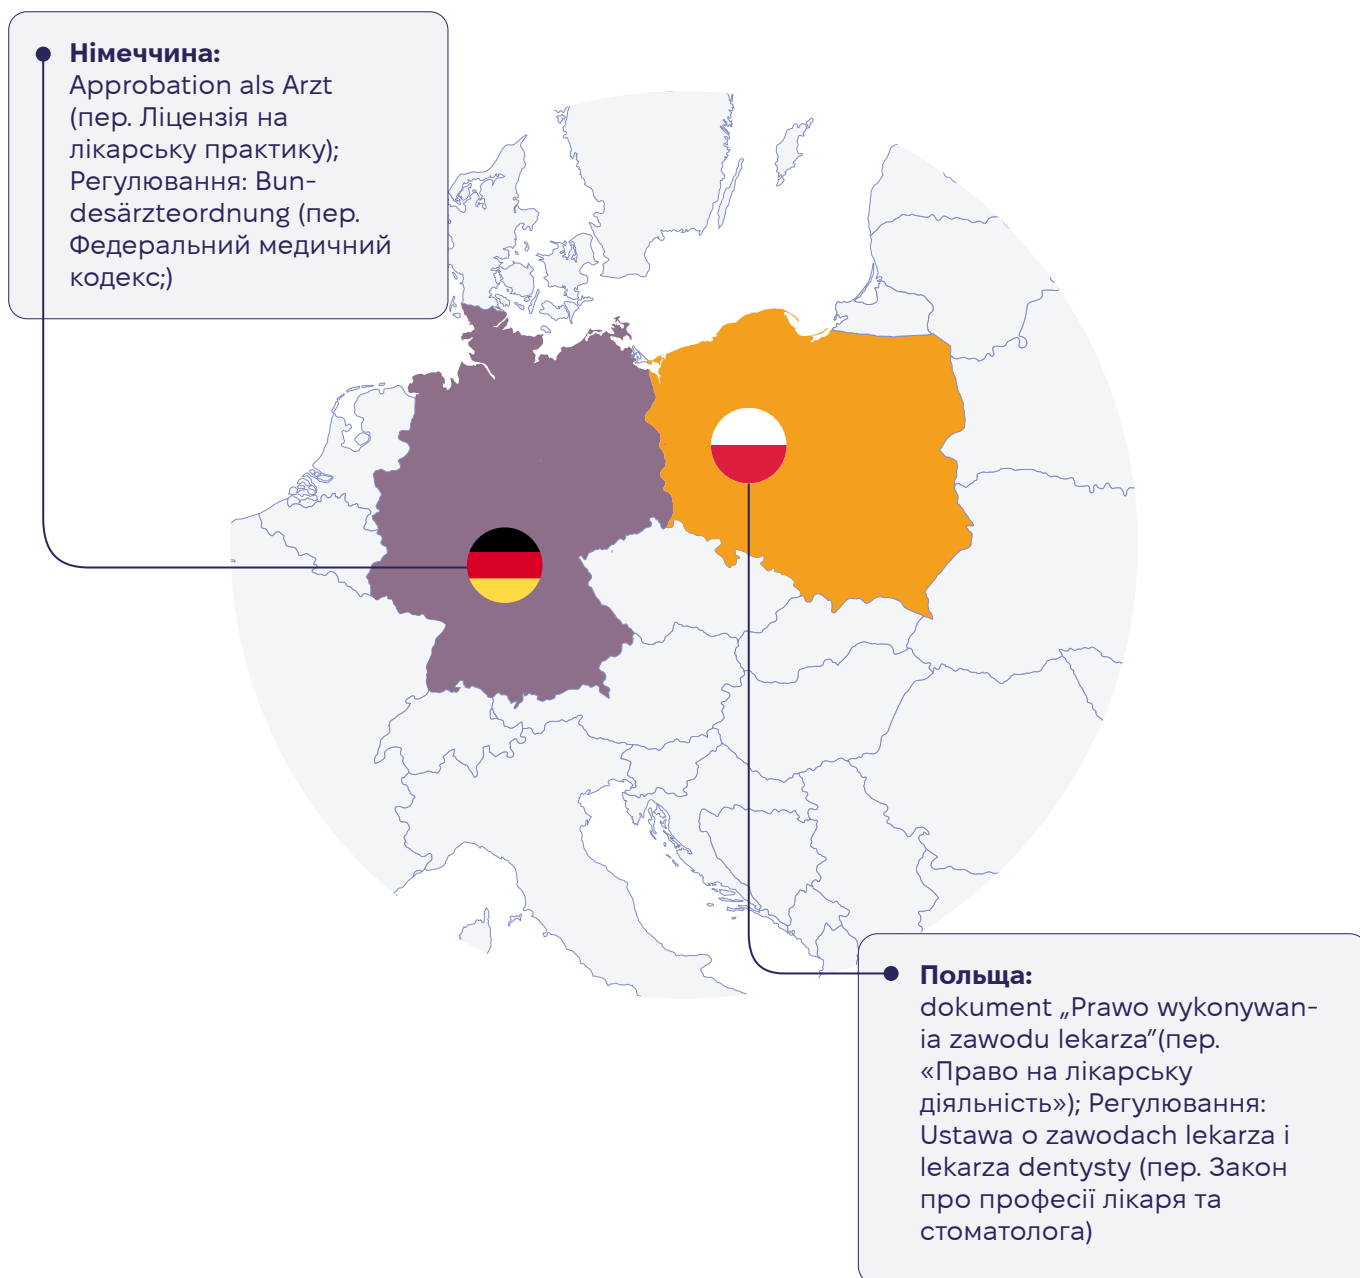 Німеччина:
Approbation als Arzt
(пер. Ліцензія на
лікарську практику);
Регулювання: Bun-
desärzteordnung (пер.
Федеральний медичний
кодекс;)
Польща:
dokument „Prawo wykonywan-
ia zawodu lekarza”(пер.
«Право на лікарську
діяльність»); Регулювання:
Ustawa o zawodach lekarza i
lekarza dentysty (пер. Закон
про професії лікаря та
стоматолога)